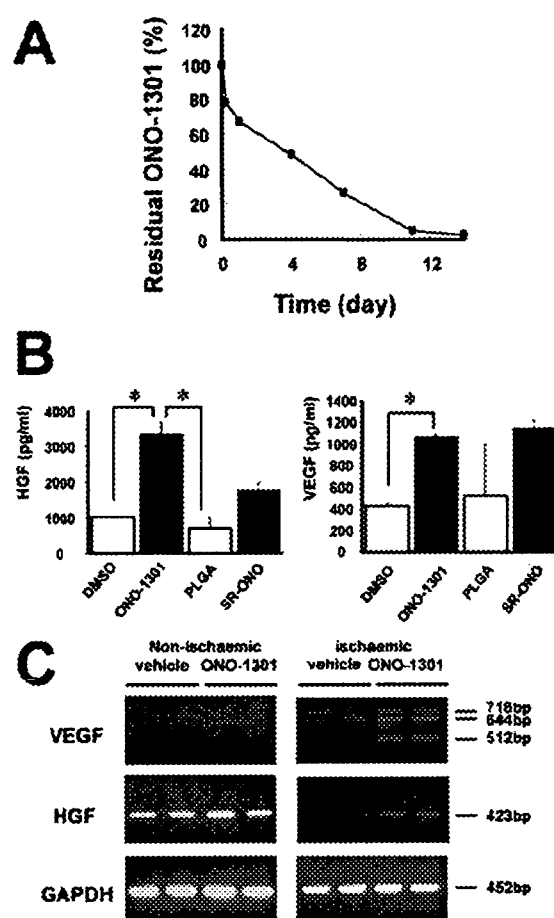 A
Residual ONO-1301 (%)
120
100
80
60
40
20
0
0 4 8 12
Time (day)
B
HGF (pg/ml)
4000
3000
2000
1000
0
DMSO ONO-1301 PLGA SR-ONO
* *
VEGF (pg/ml)
1400
1200
1000
800
600
400
200
0
DMSO ONO-1301 PLGA SR-ONO
*
C
Non-ischaemic ischaemic
vehicle ONO-1301 vehicle ONO-1301
VEGF
716bp
644bp
512bp
HGF 423bp
GAPDH 452bp